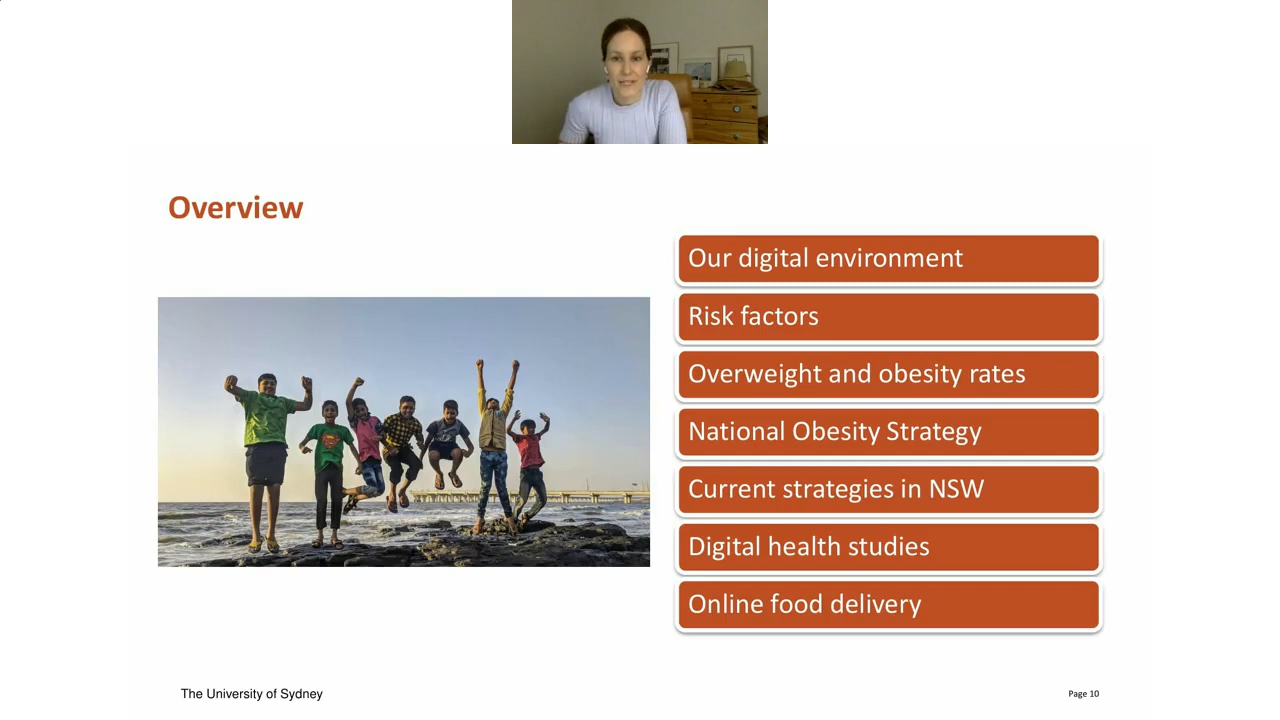 Overview
Our digital environment
Risk factors
Overweight and obesity rates
National Obesity Strategy
Current strategies in NSW
Digital health studies
Online food delivery
The University of Sydney
Page 10